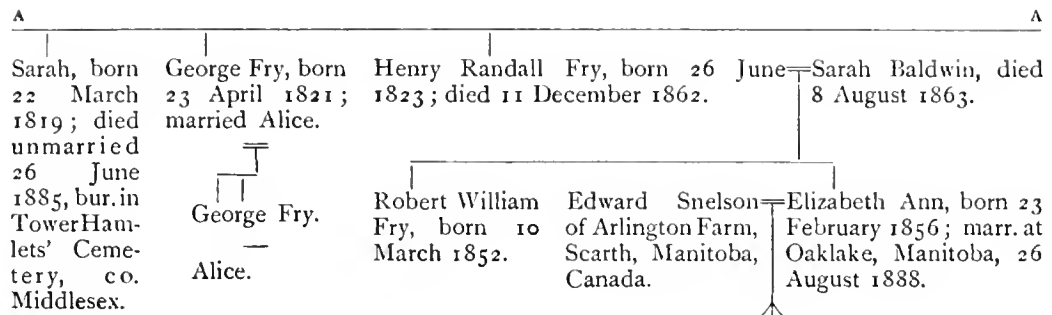 A A
Sarah, born
22 March
1819; died
unmarried
26 June
1885, bur. in
Tower Ham-
lets' Ceme-
tery, co.
Middlesex.
George Fry, born
23 April 1821;
married Alice.
George Fry.
—
Alice.
Henry Randall Fry, born 26 June
1823; died 11 December 1862.
Sarah Baldwin, died
8 August 1863.
Robert William
Fry, born 10
March 1852.
Edward Snelson
of Arlington Farm,
Scarth, Manitoba,
Canada.
Elizabeth Ann, born 23
February 1856; marr. at
Oaklake, Manitoba, 26
August 1888.